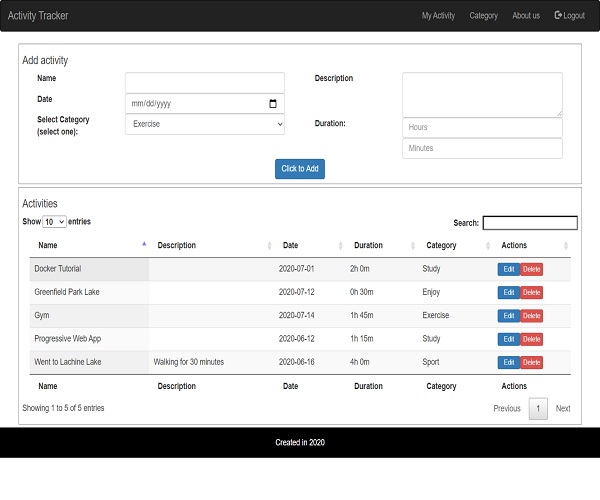 Activity Tracker My Activity Category About us Logout
Add activity
Name Description
Date mm/dd/yyyy
Select Category (select one): Exercise Duration: Hours
Minutes
Click to Add
Activities
Show 10 entries Search:
Name Description Date Duration Category Actions
Docker Tutorial 2020-07-01 2h 0m Study Edit Delete
Greenfield Park Lake 2020-07-12 0h 30m Enjoy Edit Delete
Gym 2020-07-14 1h 45m Exercise Edit Delete
Progressive Web App 2020-06-12 1h 15m Study Edit Delete
Went to Lachine Lake Walking for 30 minutes 2020-06-16 4h 0m Sport Edit Delete
Name Description Date Duration Category Actions
Showing 1 to 5 of 5 entries Previous 1 Next
Created in 2020